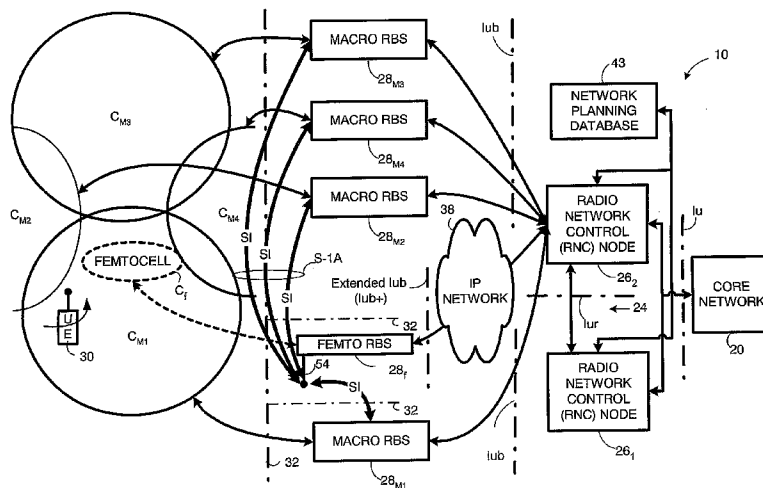 MACRO RBS
28M3
Iub
43
10
NETWORK
PLANNING
DATABASE
CM3
MACRO RBS
28M4
CM2
CM4
SI
SI
SI
MACRO RBS
28M2
38
RADIO
NETWORK
CONTROL
(RNC) NODE
262
Iu
S-1A
FEMTOCELL
Cf
Extended Iub
(Iub+)
IP
NETWORK
24
CORE
NETWORK
20
UE
30
CM1
32
FEMTO RBS
28f
54
Iur
SI
32
RADIO
NETWORK
CONTROL
(RNC) NODE
261
MACRO RBS
28M1
32
Iub